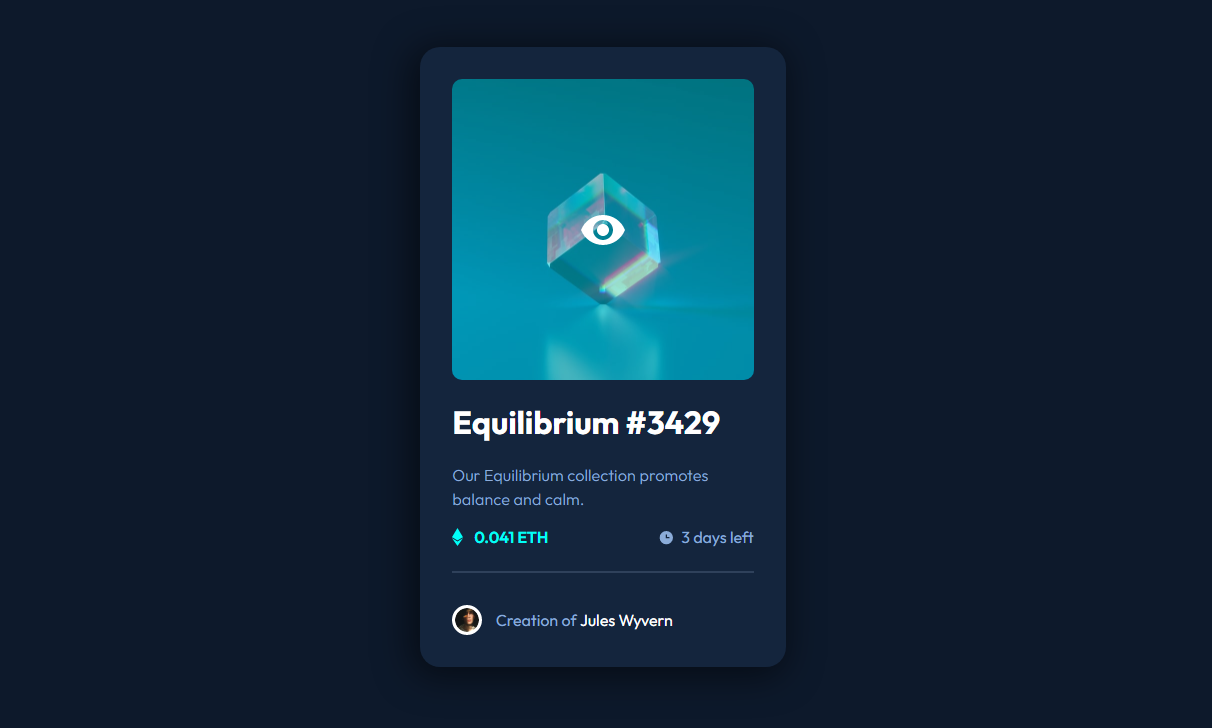 Equilibrium #3429
Our Equilibrium collection promotes
balance and calm.
0.041 ETH
3 days left
Creation of Jules Wyvern